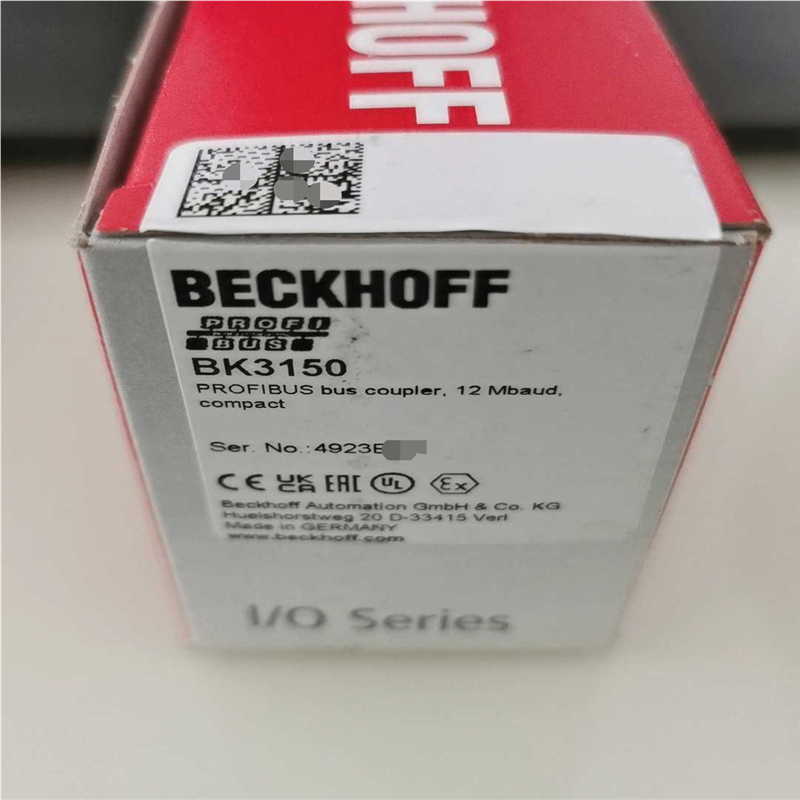 HOFF
BECKHOFF
PROFI
BUS
BK3150
PROFIBUS bus coupler, 12 Mbaud,
compact
Ser. No.: 4923E
CE UK CA EAC UL Ex
Beckhoff Automation GmbH & Co. KG
Huelshorstweg 20 D-33415 Verl
Made in GERMANY
www.beckhoff.com
I/O Series